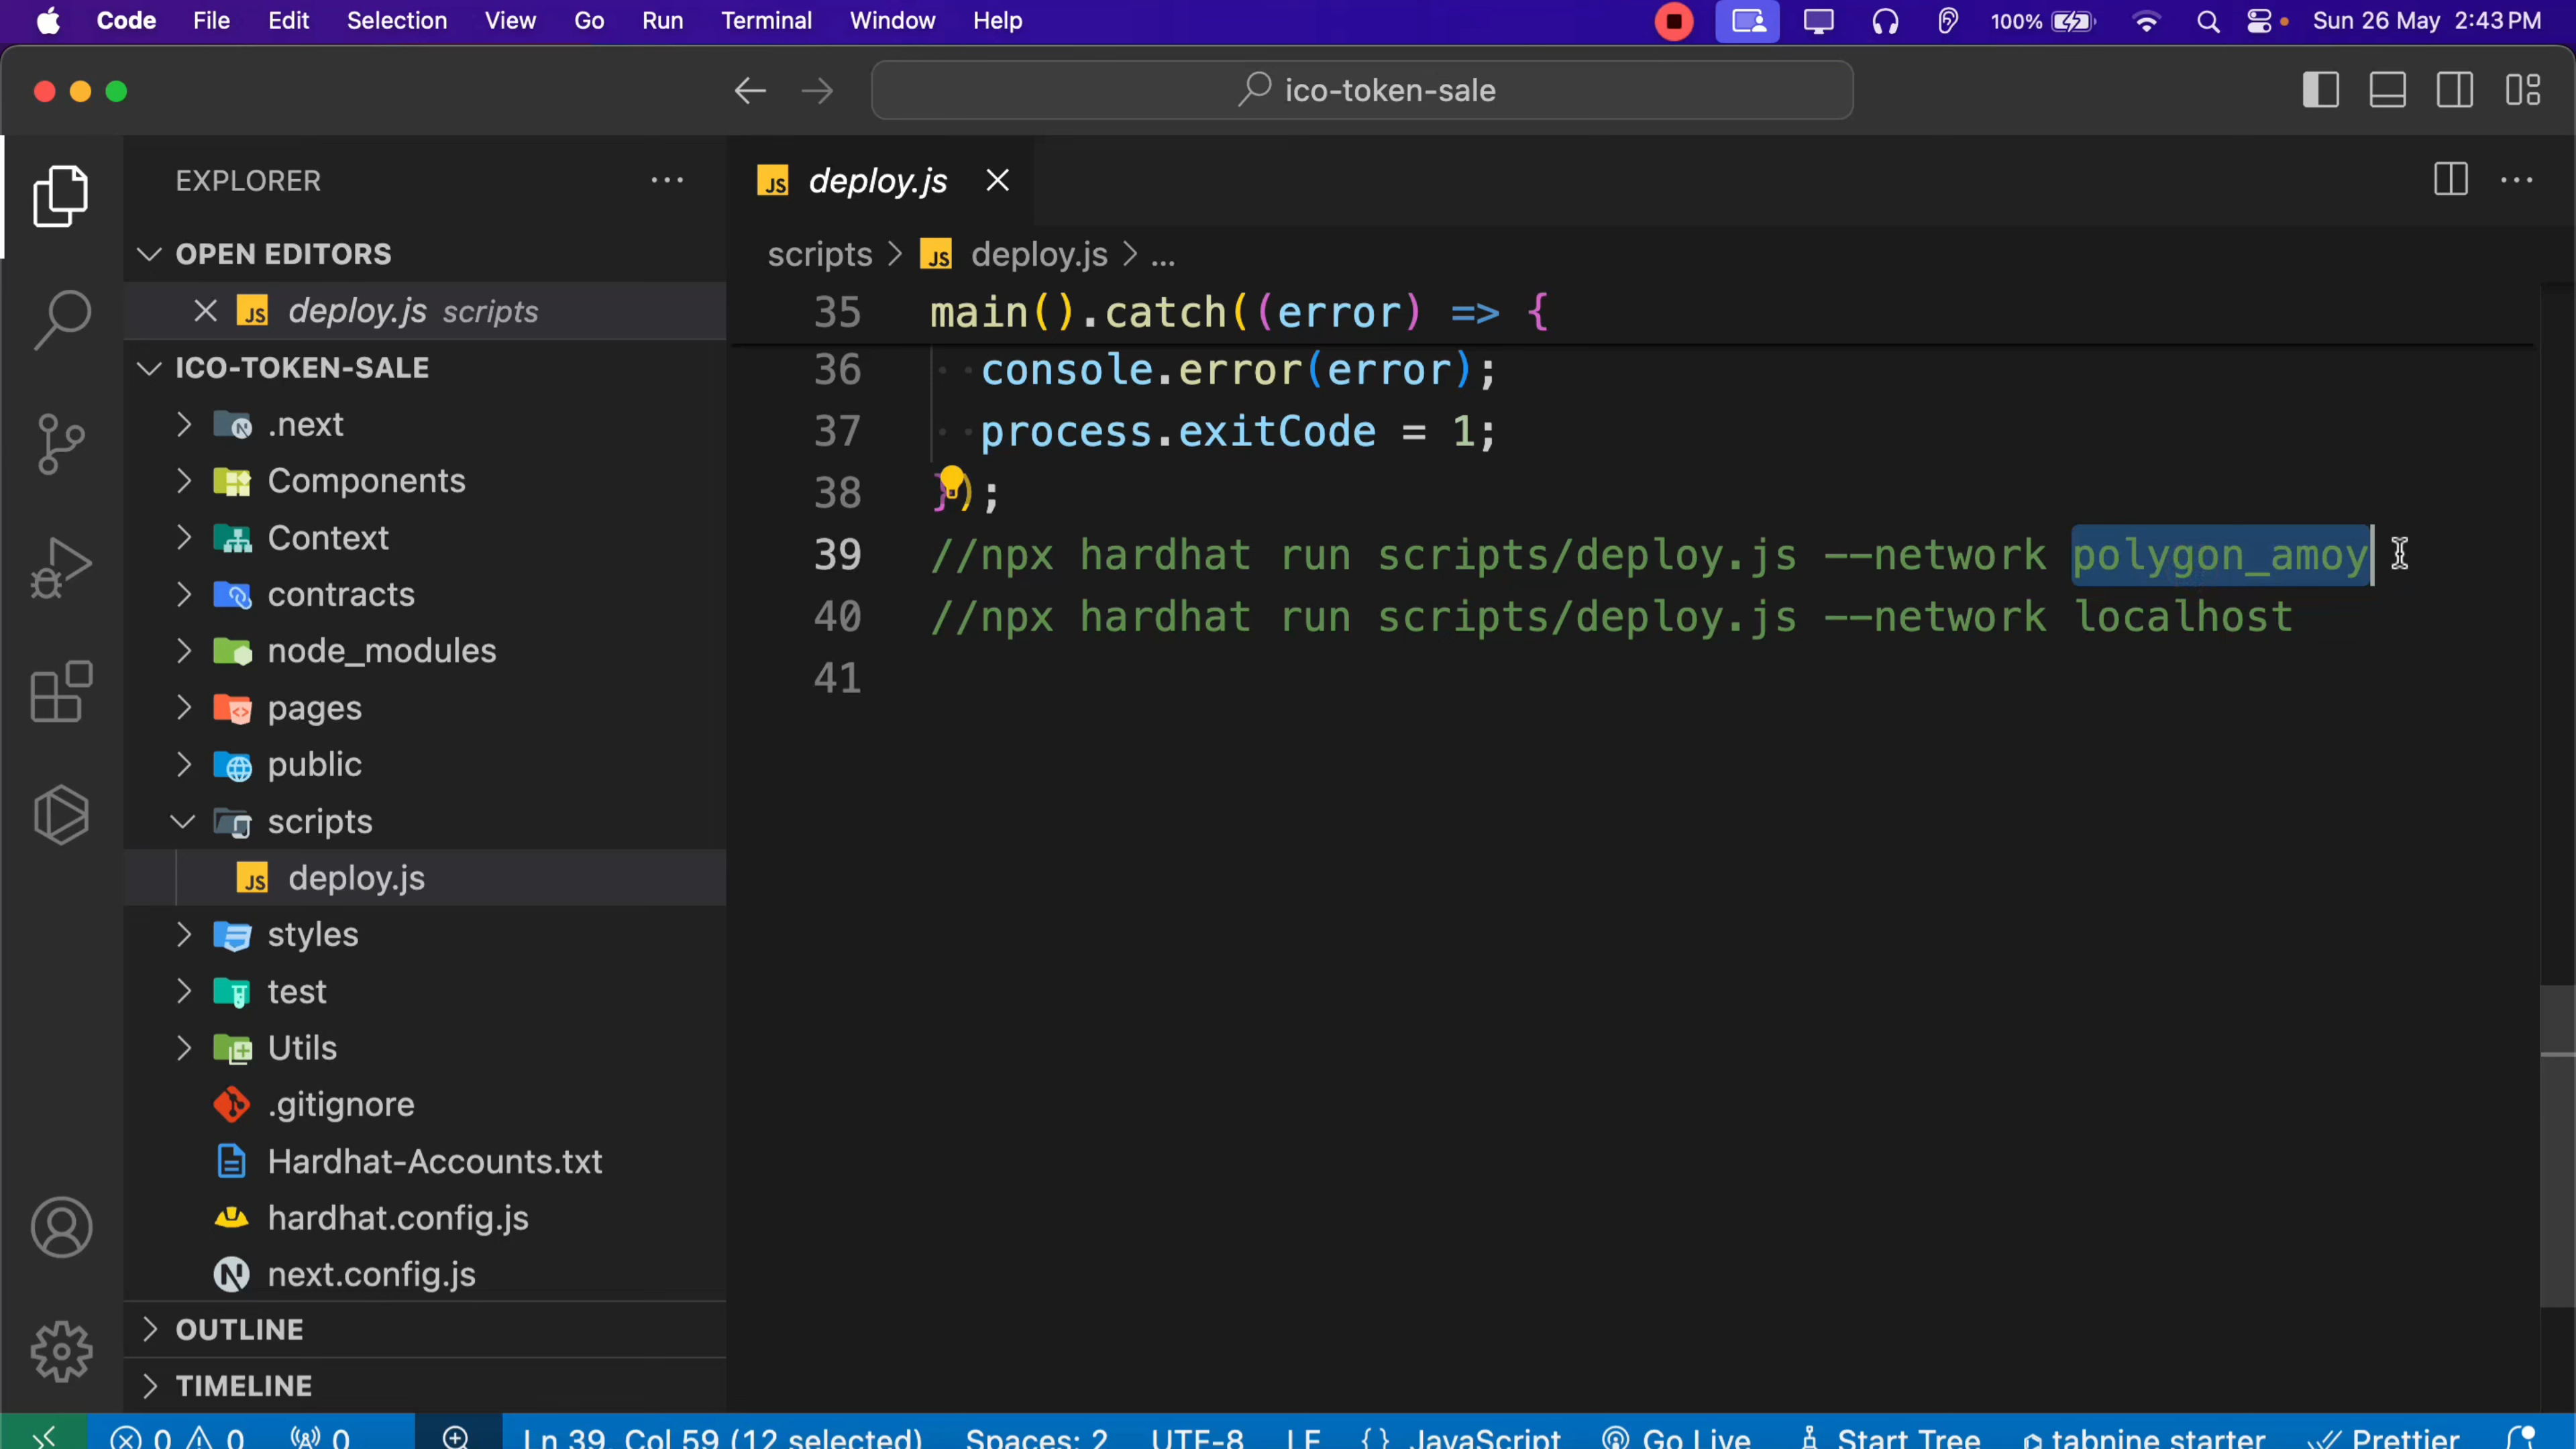 Code File Edit Selection View Go Run Terminal Window Help 100% Sun 26 May 2:43 PM
ico-token-sale
EXPLORER
OPEN EDITORS
JS deploy.js scripts
ICO-TOKEN-SALE
.next
Components
Context
contracts
node_modules
pages
public
scripts
JS deploy.js
styles
test
Utils
.gitignore
Hardhat-Accounts.txt
hardhat.config.js
next.config.js
OUTLINE
TIMELINE
JS deploy.js
scripts > JS deploy.js > ...
35 main().catch((error) => {
36 console.error(error);
37 process.exitCode = 1;
38 });
39 //npx hardhat run scripts/deploy.js --network polygon_amoy
40 //npx hardhat run scripts/deploy.js --network localhost
41
0 0 0 Ln 39, Col 59 (12 selected) Spaces: 2 UTF-8 LF {} JavaScript Go Live Start Tree tabnine starter Prettier